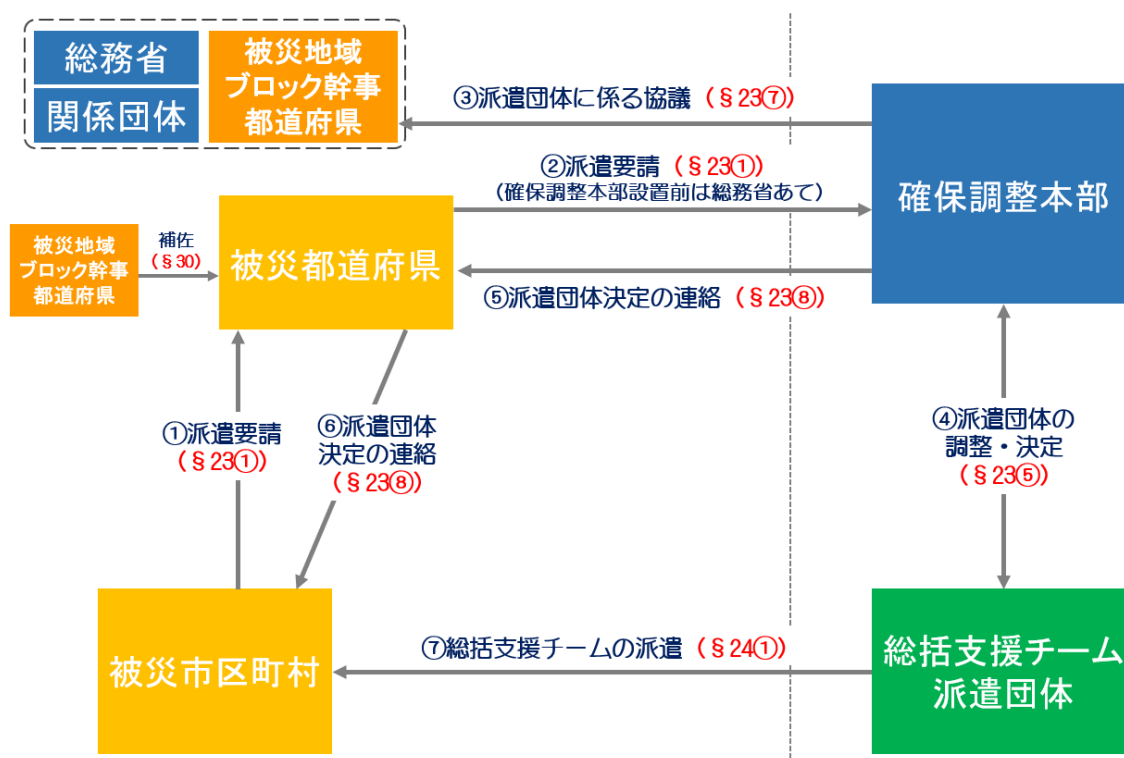 総務省
関係団体
被災地域
ブロック幹事
都道府県
③派遣団体に係る協議（§23⑦）
②派遣要請（§23①）
（確保調整本部設置前は総務省あて）
確保調整本部
被災地域
ブロック幹事
都道府県
補佐
（§30）
被災都道府県
⑤派遣団体決定の連絡（§23⑧）
①派遣要請
（§23①）
⑥派遣団体
決定の連絡
（§23⑧）
④派遣団体の
調整・決定
（§23⑤）
被災市区町村
⑦総括支援チームの派遣（§24①）
総括支援チーム
派遣団体